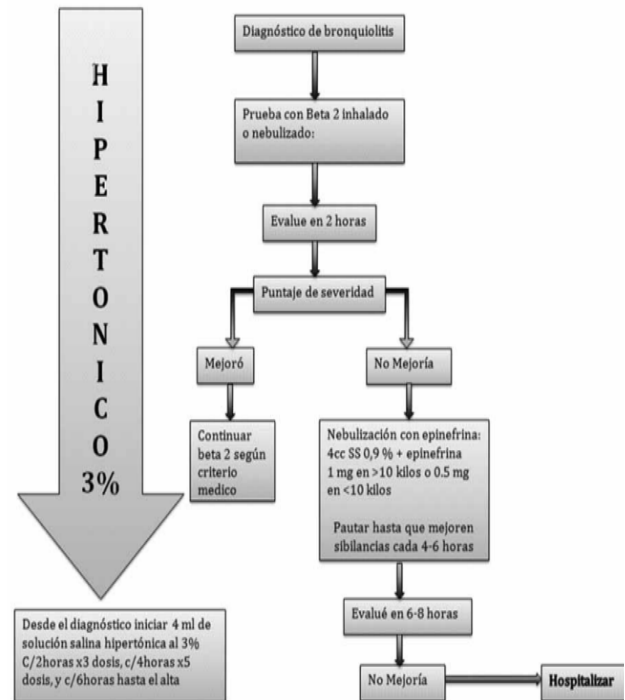 H
I
P
E
R
T
O
N
I
C
O
3%
Desde el diagnóstico iniciar 4 ml de
solución salina hipertónica al 3%
C/2horas x3 dosis, c/4horas x5
dosis, y c/6horas hasta el alta
Diagnóstico de bronquiolitis
Prueba con Beta 2 inhalado
o nebulizado:
Evalue en 2 horas
Puntaje de severidad
Mejoró
No Mejoría
Continuar
beta 2 según
criterio
medico
Nebulización con epinefrina:
4cc SS 0,9 % + epinefrina
1 mg en >10 kilos o 0.5 mg
en <10 kilos
Pautar hasta que mejoren
sibilancias cada 4-6 horas
Evalué en 6-8 horas
No Mejoría
Hospitalizar